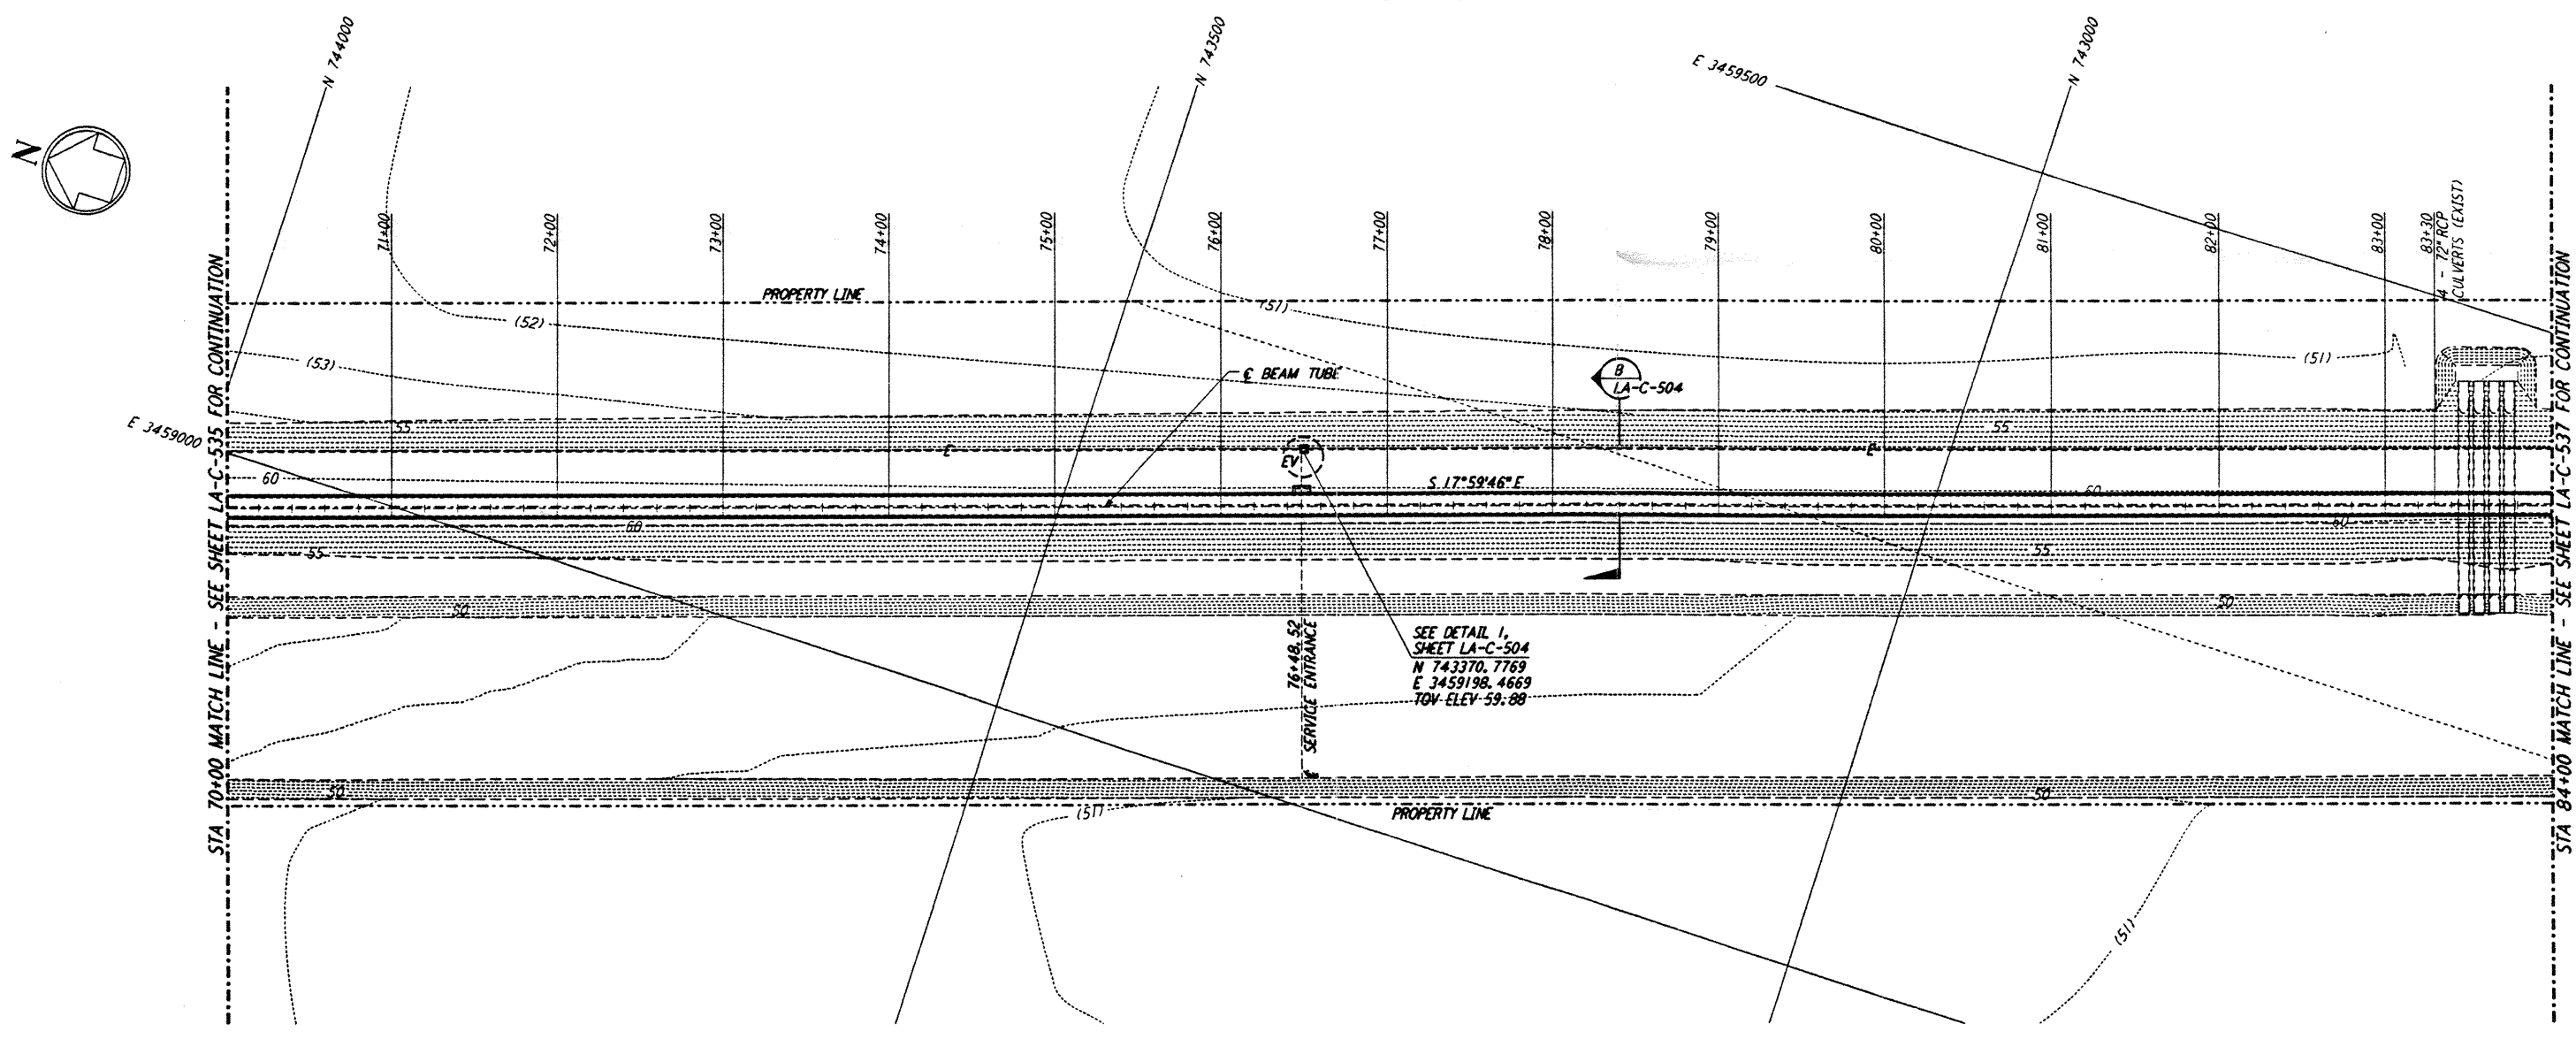 N 744000
N 743500
N 743000
E 3459500
N
71+00
72+00
73+00
74+00
75+00
76+00
77+00
78+00
79+00
80+00
81+00
82+00
83+00
83+30
4 - 72" RCP
CULVERTS (EXIST)
PROPERTY LINE
(51)
(52)
(53)
(51)
℄ BEAM TUBE
B
LA-C-504
E 3459000
55
55
E
E
EV
60
S 17°59'46" E
60
60
60
55
55
50
50
76+48.52
SERVICE ENTRANCE
SEE DETAIL 1,
SHEET LA-C-504
N 743370.7769
E 3459198.4669
TOV ELEV 59.88
50
50
(51)
PROPERTY LINE
(51)
STA 70+00 MATCH LINE - SEE SHEET LA-C-535 FOR CONTINUATION
STA 84+00 MATCH LINE - SEE SHEET LA-C-537 FOR CONTINUATION